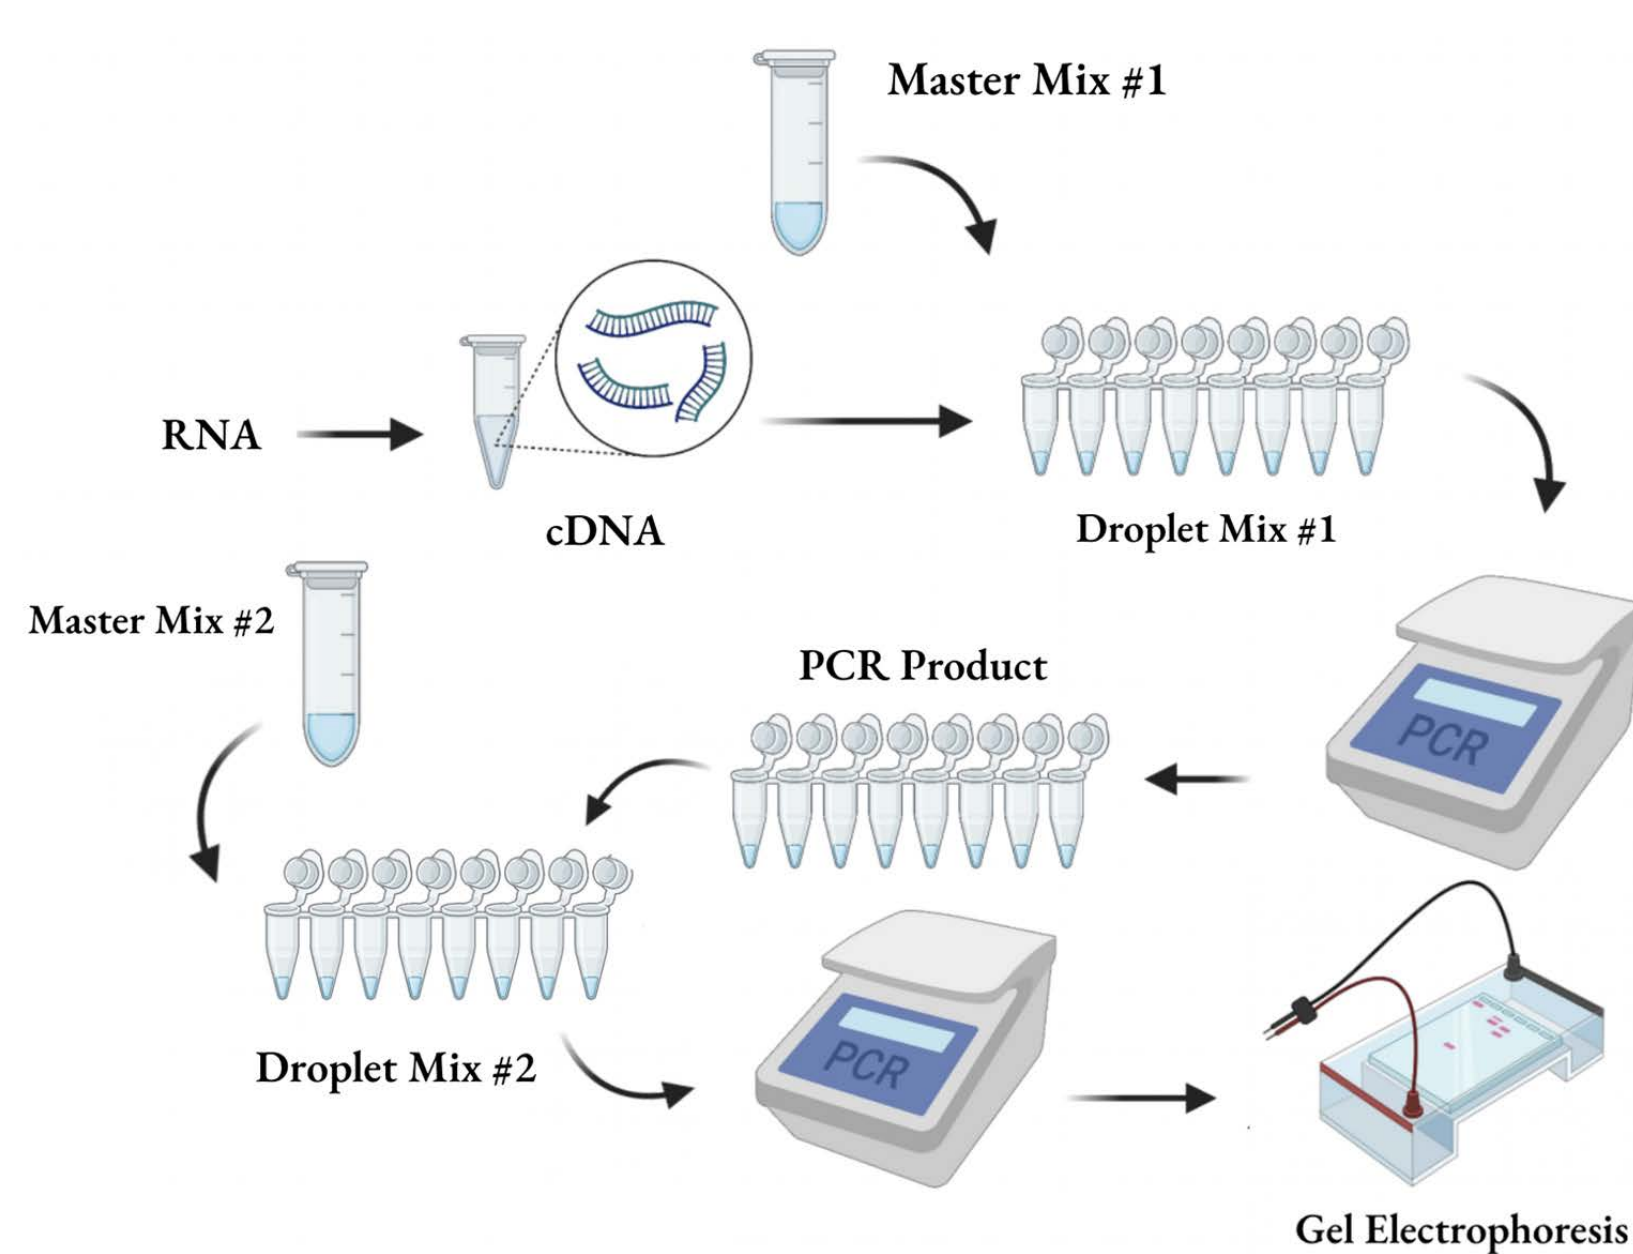 Master Mix #1
RNA
cDNA
Droplet Mix #1
Master Mix #2
PCR Product
PCR
Droplet Mix #2
PCR
Gel Electrophoresis